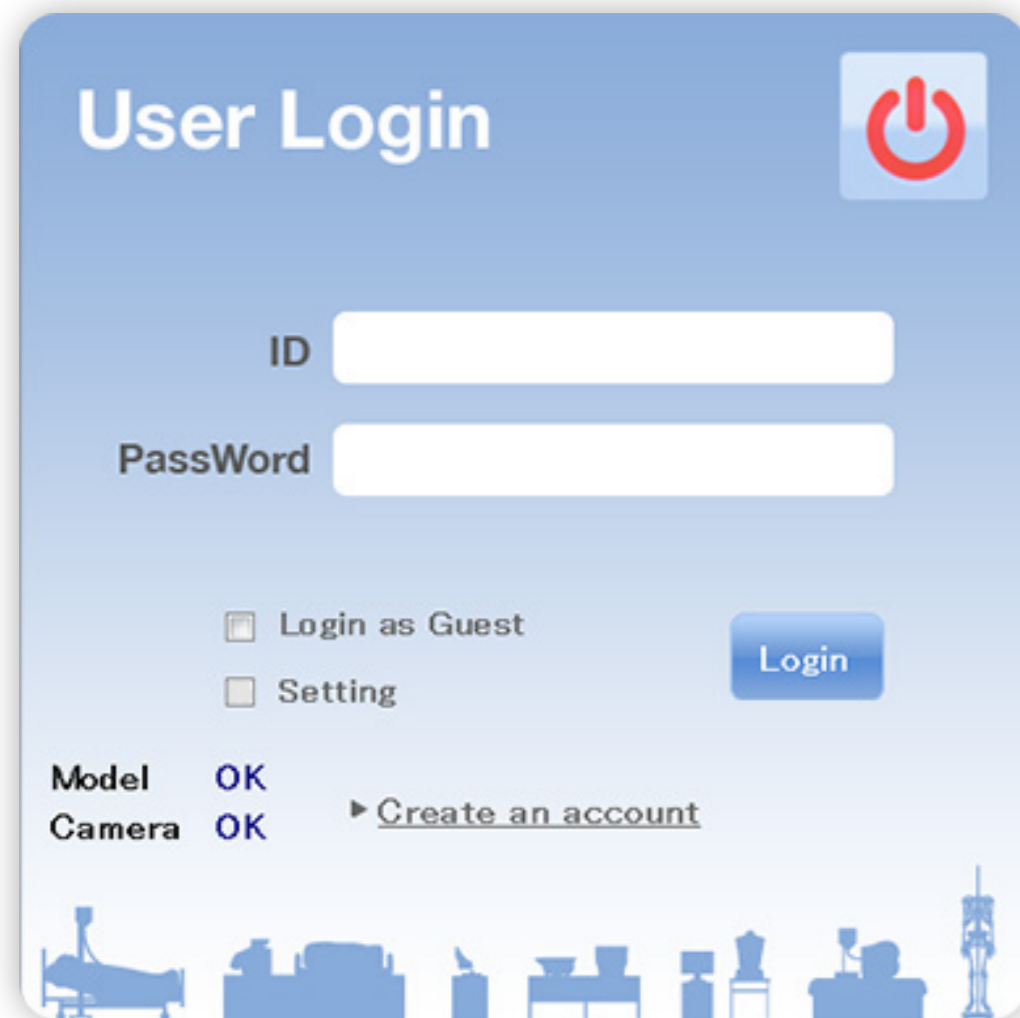 User Login
ID
PassWord
Login as Guest
Login
Setting
Model OK
Camera OK
Create an account